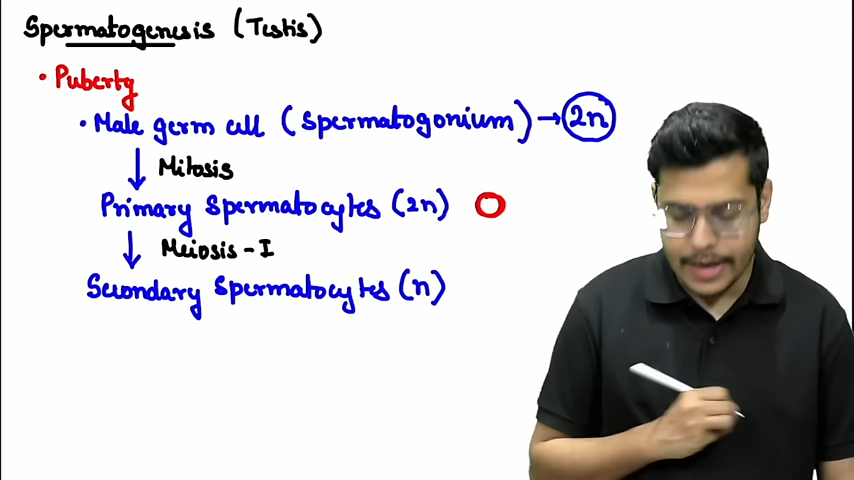 Spermatogenesis (Testis)
• Puberty
• Male germ cell (Spermatogonium) → 2n
↓ Mitosis
Primary Spermatocytes (2n)
↓ Meiosis - I
Secondary Spermatocytes (n)